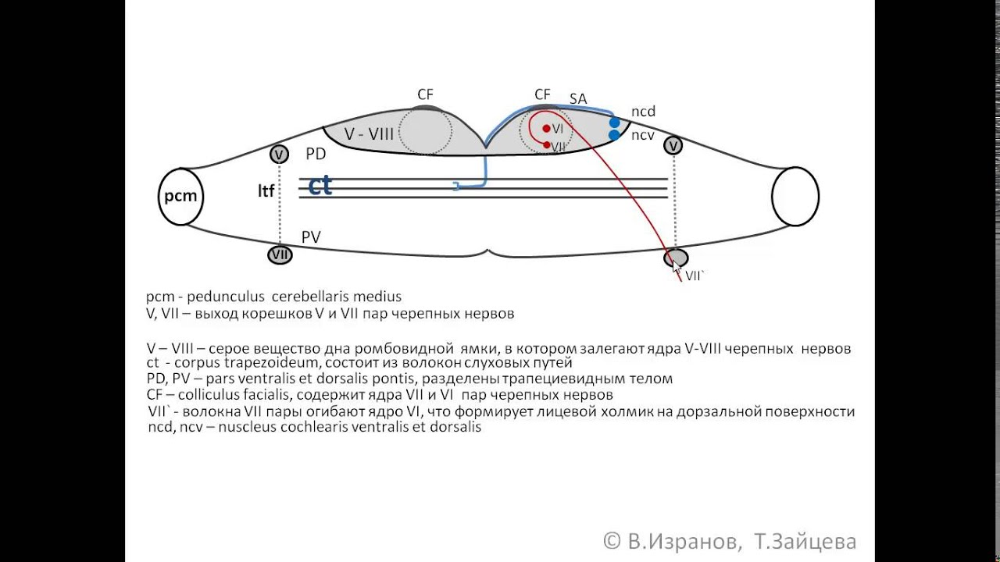 CF
CF
SA
ncd
V - VIII
VI
ncv
VII
V
PD
V
ct
ltf
pcm
PV
VII
VII`
pcm - pedunculus cerebellaris medius
V, VII – выход корешков V и VII пар черепных нервов
V – VIII – серое вещество дна ромбовидной ямки, в котором залегают ядра V-VIII черепных нервов
ct - corpus trapezoideum, состоит из волокон слуховых путей
PD, PV – pars ventralis et dorsalis pontis, разделены трапециевидным телом
CF – colliculus facialis, содержит ядра VII и VI пар черепных нервов
VII` - волокна VII пары огибают ядро VI, что формирует лицевой холмик на дорзальной поверхности
ncd, ncv – nuscleus cochlearis ventralis et dorsalis
© В.Изранов, Т.Зайцева